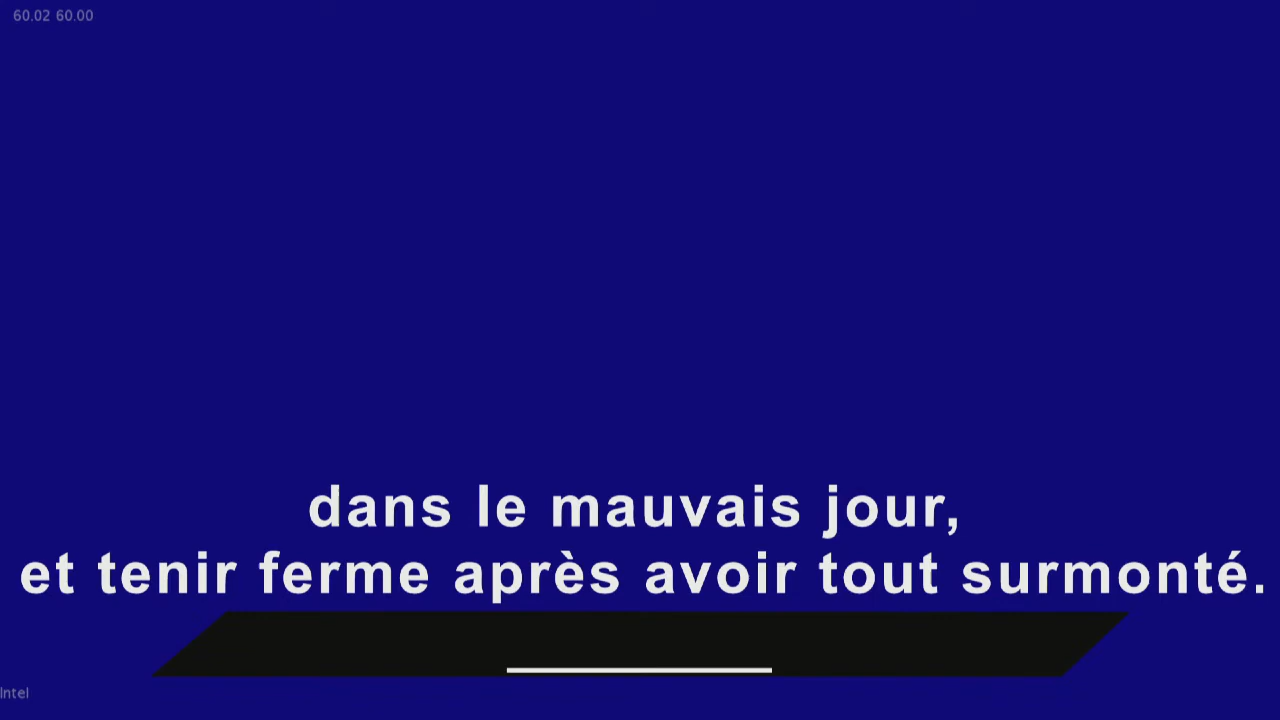 60.02 60.00
dans le mauvais jour,
et tenir ferme après avoir tout surmonté.
Intel